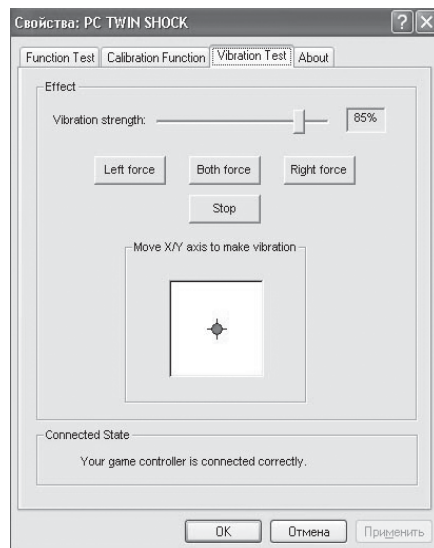 Свойства: PC TWIN SHOCK
Function Test Calibration Function Vibration Test About
Effect
Vibration strength: 85%
Left force Both force Right force
Stop
Move X/Y axis to make vibration
Connected State
Your game controller is connected correctly.
OK Отмена Применить